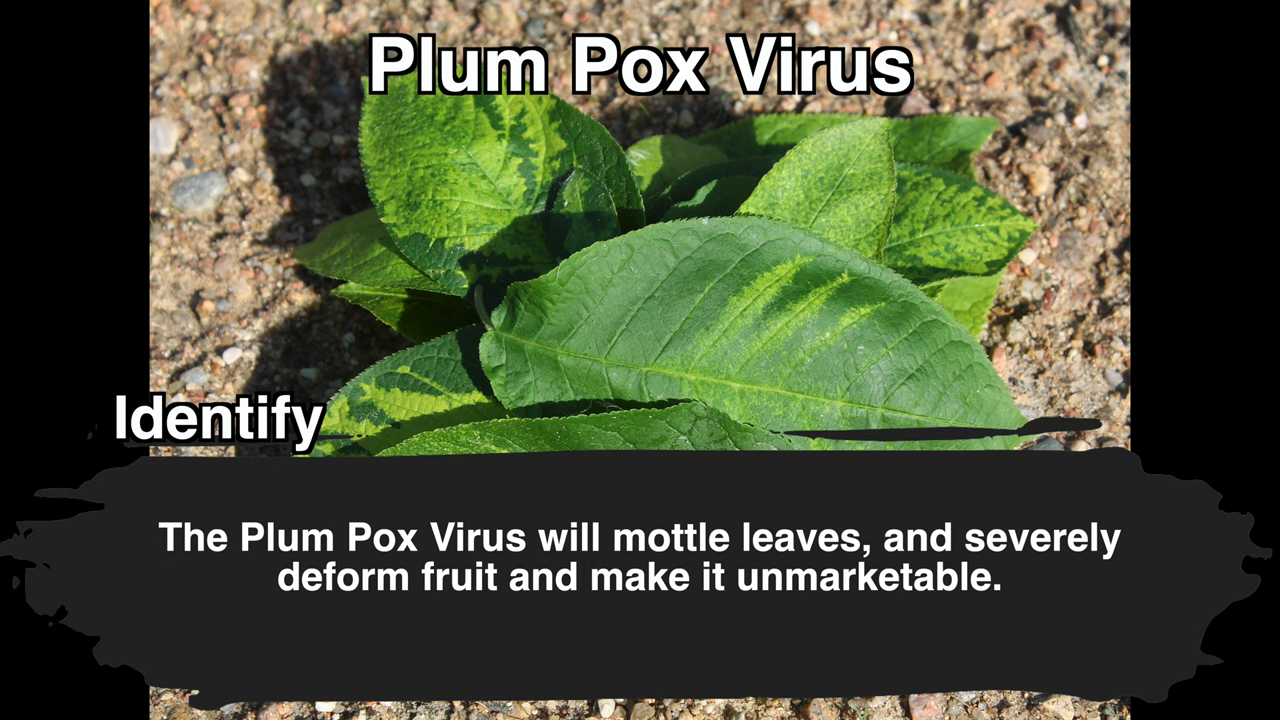 Plum Pox Virus
Identify
The Plum Pox Virus will mottle leaves, and severely
deform fruit and make it unmarketable.